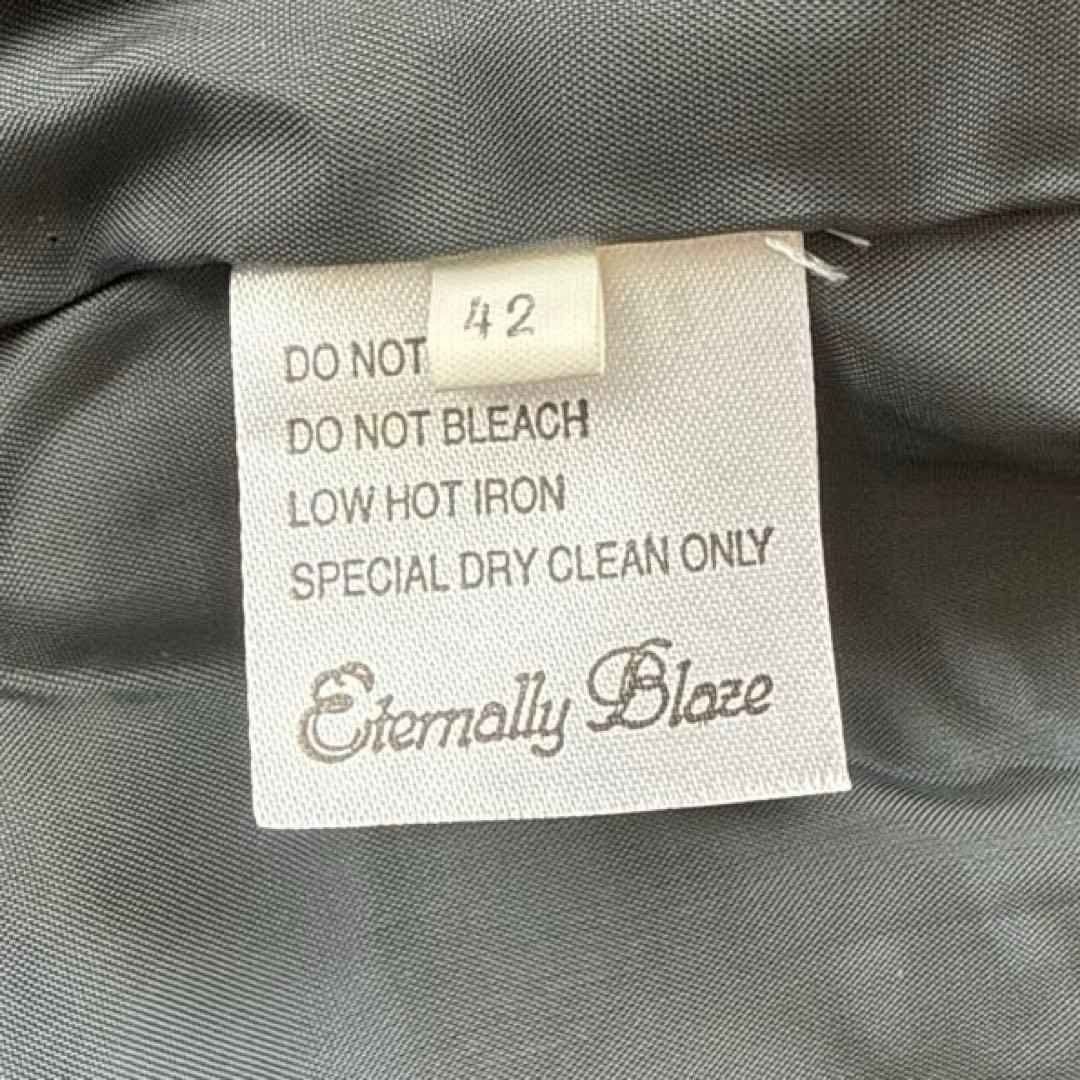 42
DO NOT
DO NOT BLEACH
LOW HOT IRON
SPECIAL DRY CLEAN ONLY
Eternally Blaze